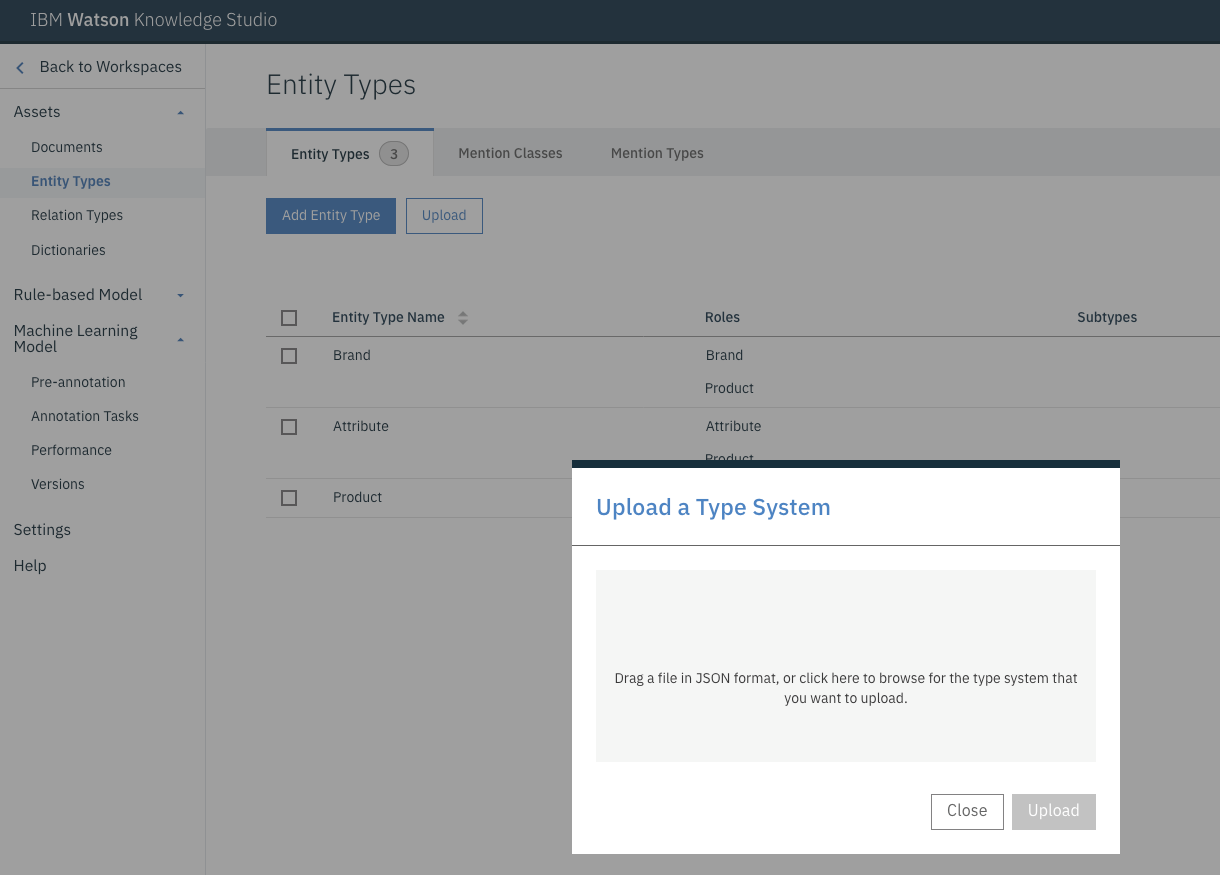 IBM Watson Knowledge Studio
Back to Workspaces
Assets
Documents
Entity Types
Relation Types
Dictionaries
Rule-based Model
Machine Learning
Model
Pre-annotation
Annotation Tasks
Performance
Versions
Settings
Help
Entity Types
Entity Types 3 Mention Classes Mention Types
Add Entity Type Upload
Entity Type Name Roles Subtypes
Brand Brand
Product
Attribute Attribute
Product
Product
Upload a Type System
Drag a file in JSON format, or click here to browse for the type system that
you want to upload.
Close Upload